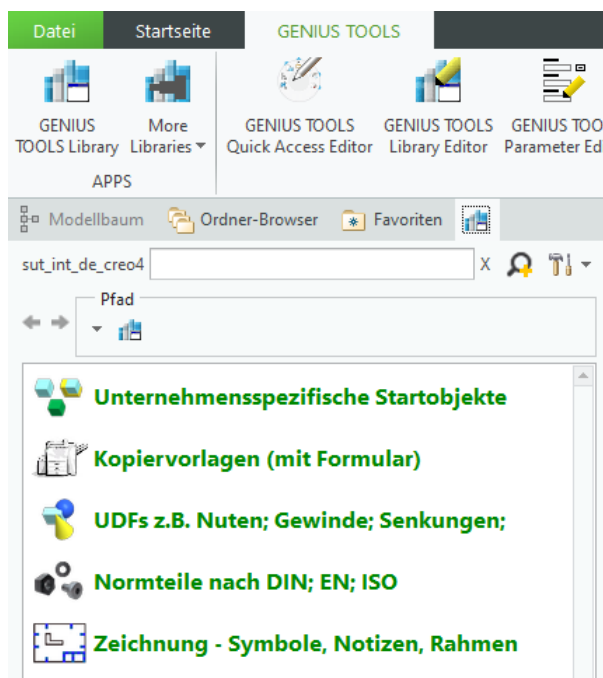 Datei Startseite GENIUS TOOLS
GENIUS More GENIUS TOOLS GENIUS TOOLS GENIUS TOO
TOOLS Library Libraries Quick Access Editor Library Editor Parameter Ed
APPS
Modellbaum Ordner-Browser Favoriten
sut_int_de_creo4 X
Pfad
Unternehmensspezifische Startobjekte
Kopiervorlagen (mit Formular)
UDFs z.B. Nuten; Gewinde; Senkungen;
Normteile nach DIN; EN; ISO
Zeichnung - Symbole, Notizen, Rahmen